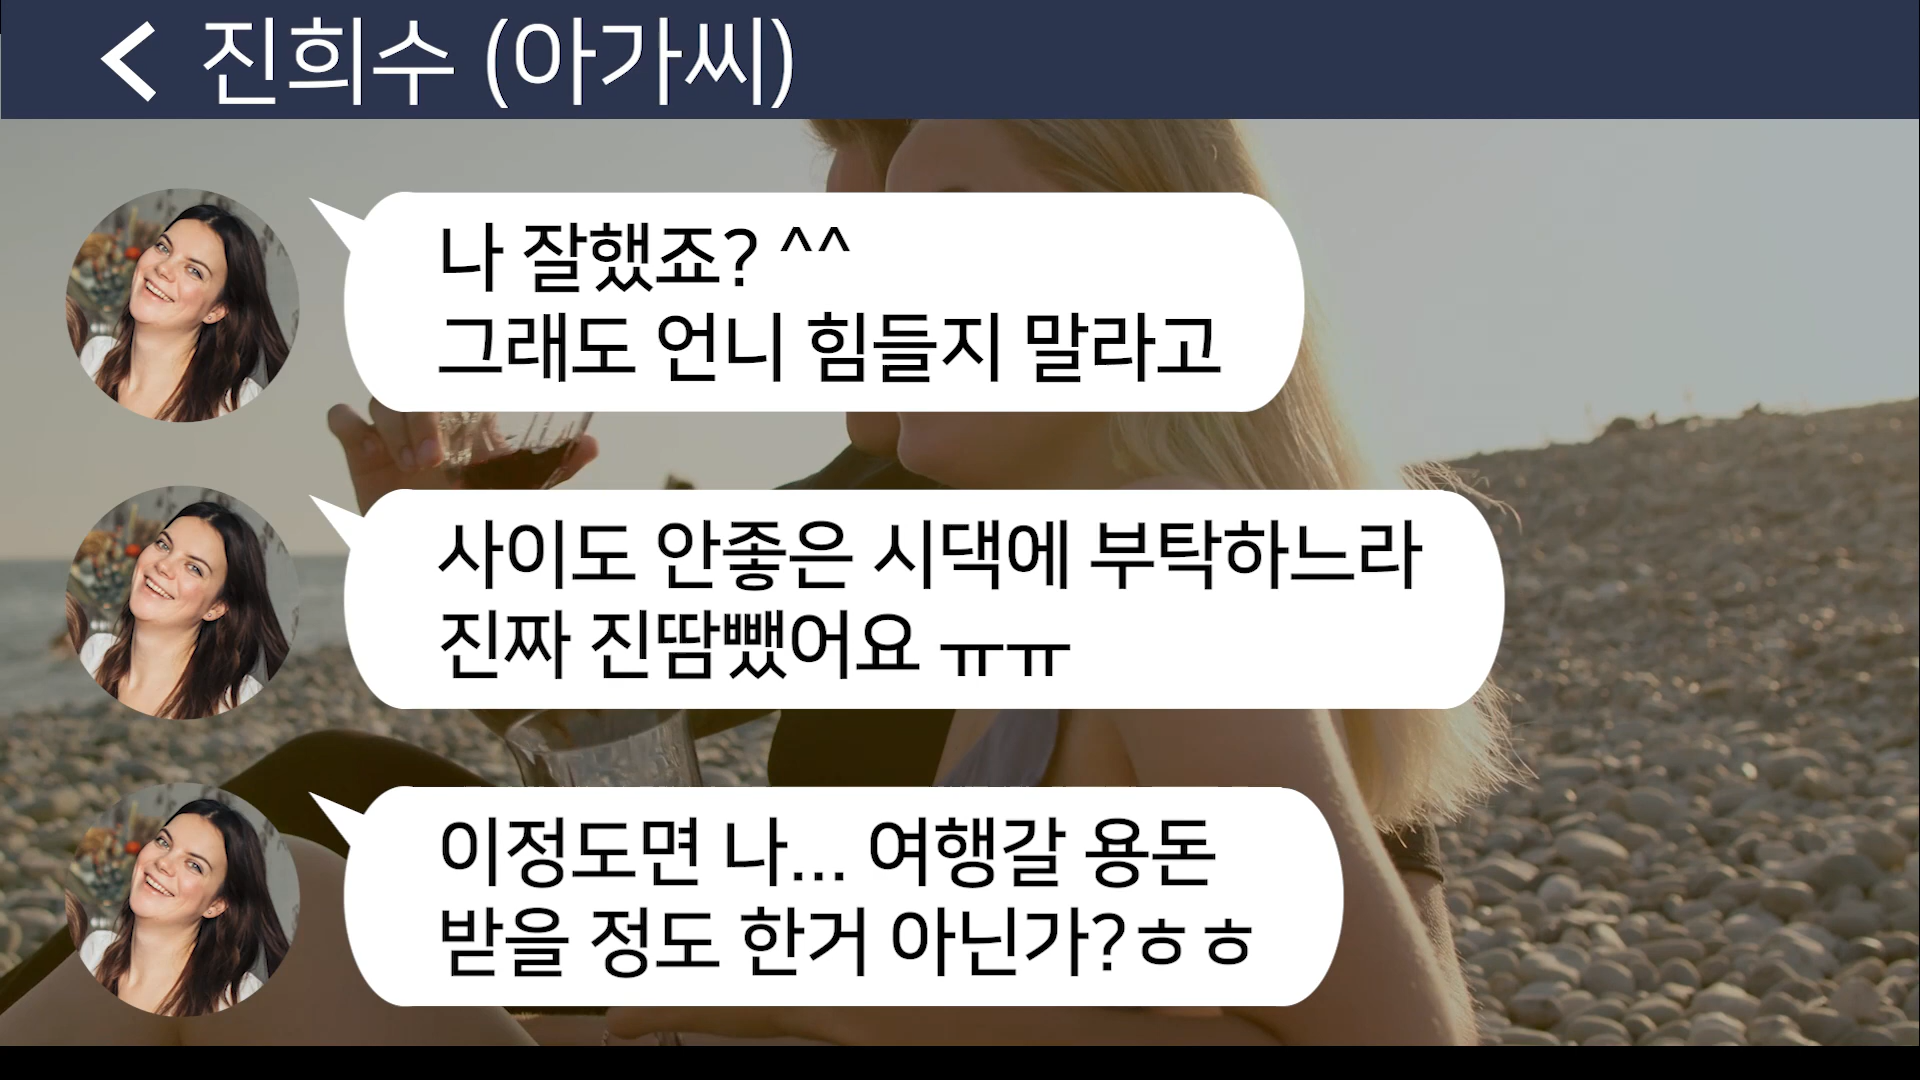 진희수 (아가씨)
나 잘했죠? ^^
그래도 언니 힘들지 말라고
사이도 안좋은 시댁에 부탁하느라
진짜 진땀뺐어요 ㅠㅠ
이정도면 나... 여행갈 용돈
받을 정도 한거 아닌가?ㅎㅎ